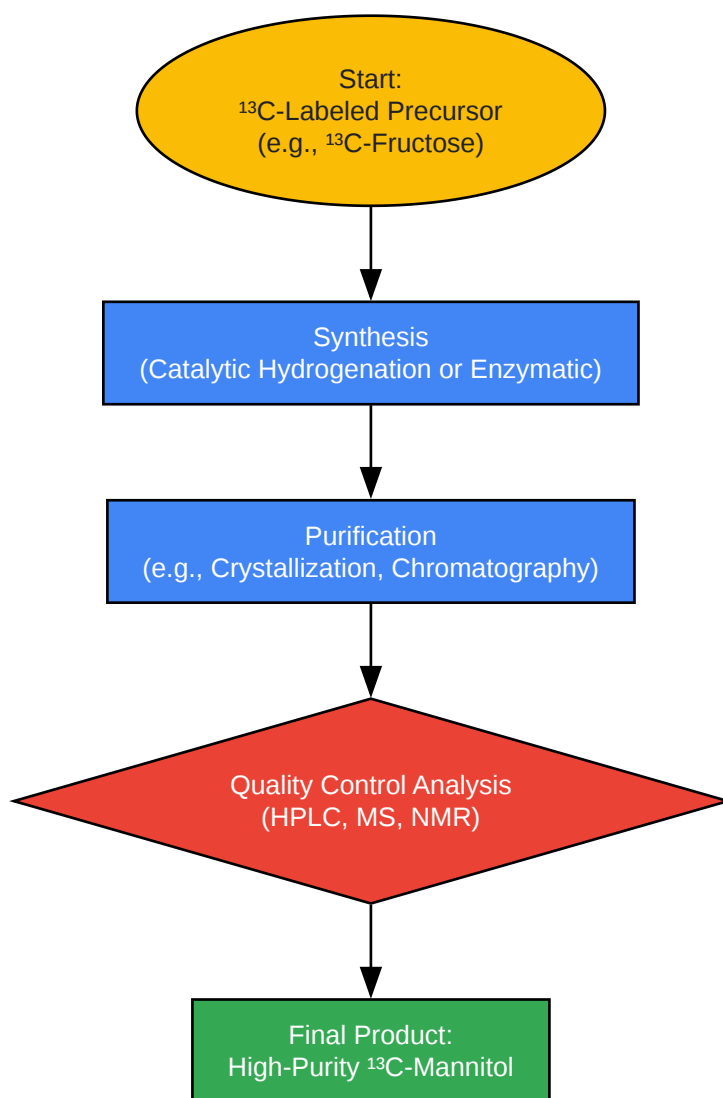 Start:
¹³C-Labeled Precursor
(e.g., ¹³C-Fructose)
Synthesis
(Catalytic Hydrogenation or Enzymatic)
Purification
(e.g., Crystallization, Chromatography)
Quality Control Analysis
(HPLC, MS, NMR)
Final Product:
High-Purity ¹³C-Mannitol